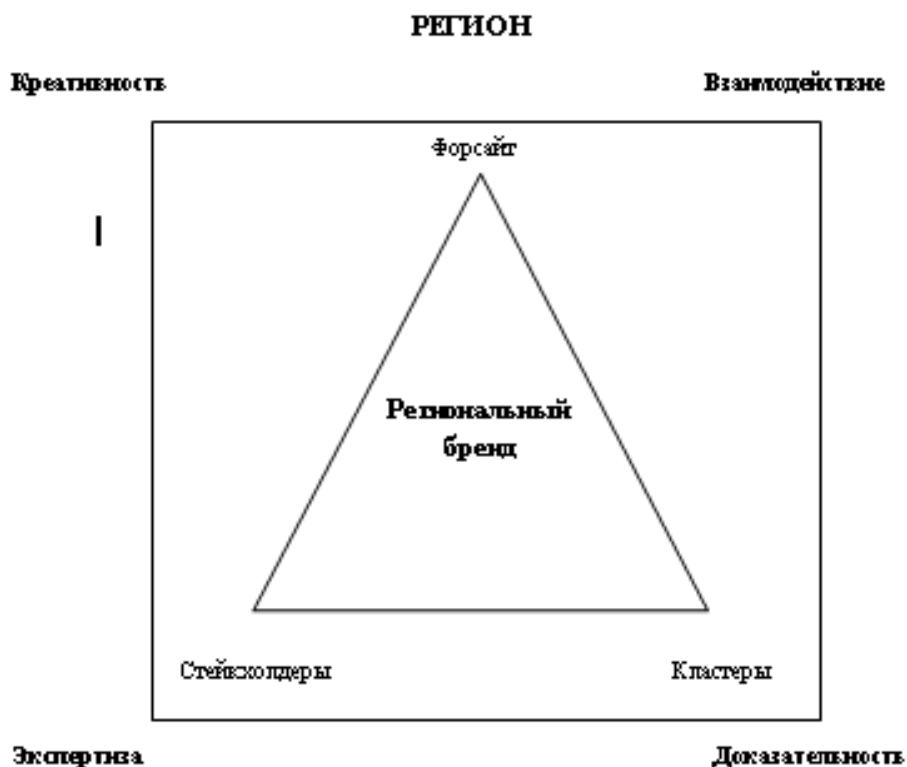 РЕГИОН
Креативность
Взаимодействие
Форсайт
Региональный
бренд
Стейкхолдеры
Кластеры
Экспертиза
Доказательность